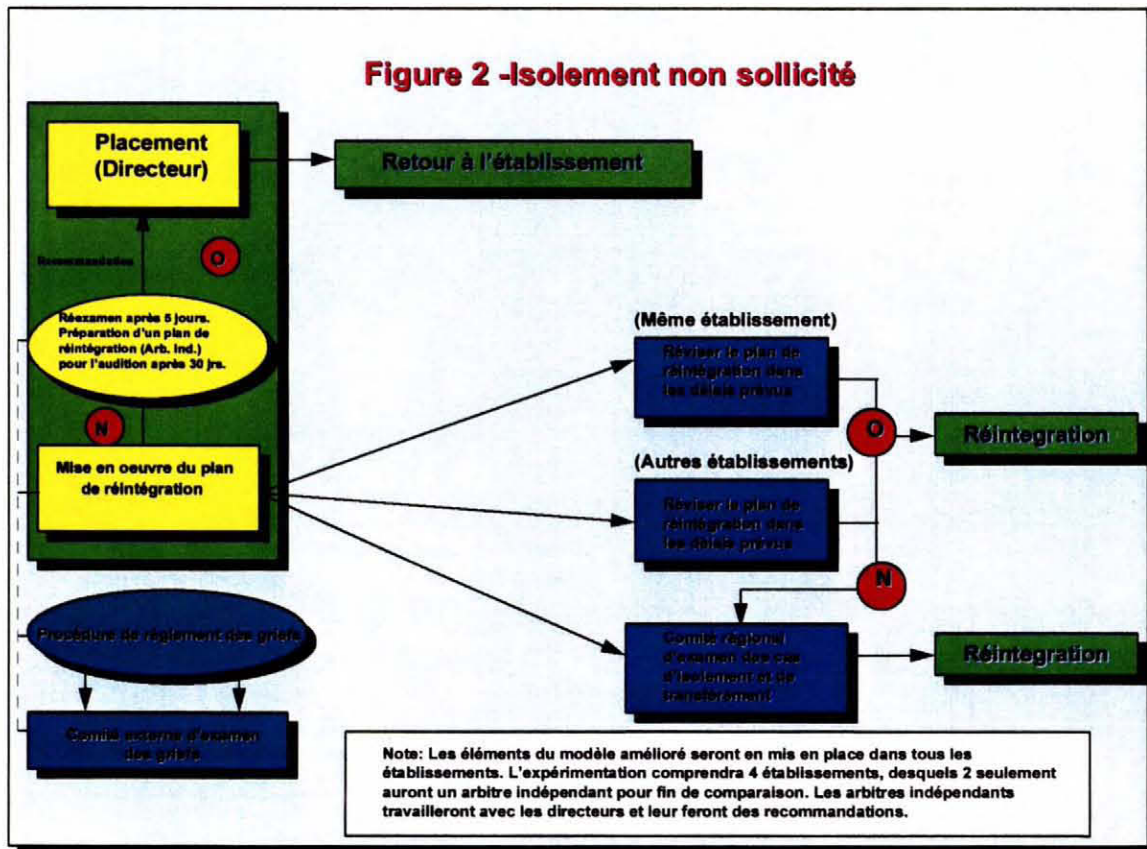 Figure 2 -Isolement non sollicité
Placement
(Directeur)
Retour à l'établissement
Recommandation
O
Réexamen après 5 jours.
Préparation d'un plan de
réintégration (Arb. Ind.)
pour l'audition après 30 jrs.
N
Mise en oeuvre du plan
de réintégration
(Même établissement)
Réviser le plan de
réintégration dans
les délais prévus
O
Réintegration
(Autres établissements)
Réviser le plan de
réintégration dans
les délais prévus
N
Procédure de règlement des griefs
Comité régional
d'examen des cas
d'isolement et de
transfèrement
Réintegration
Comité externe d'examen
des griefs
Note: Les éléments du modèle amélioré seront en mis en place dans tous les
établissements. L'expérimentation comprendra 4 établissements, desquels 2 seulement
auront un arbitre indépendant pour fin de comparaison. Les arbitres indépendants
travailleront avec les directeurs et leur feront des recommandations.